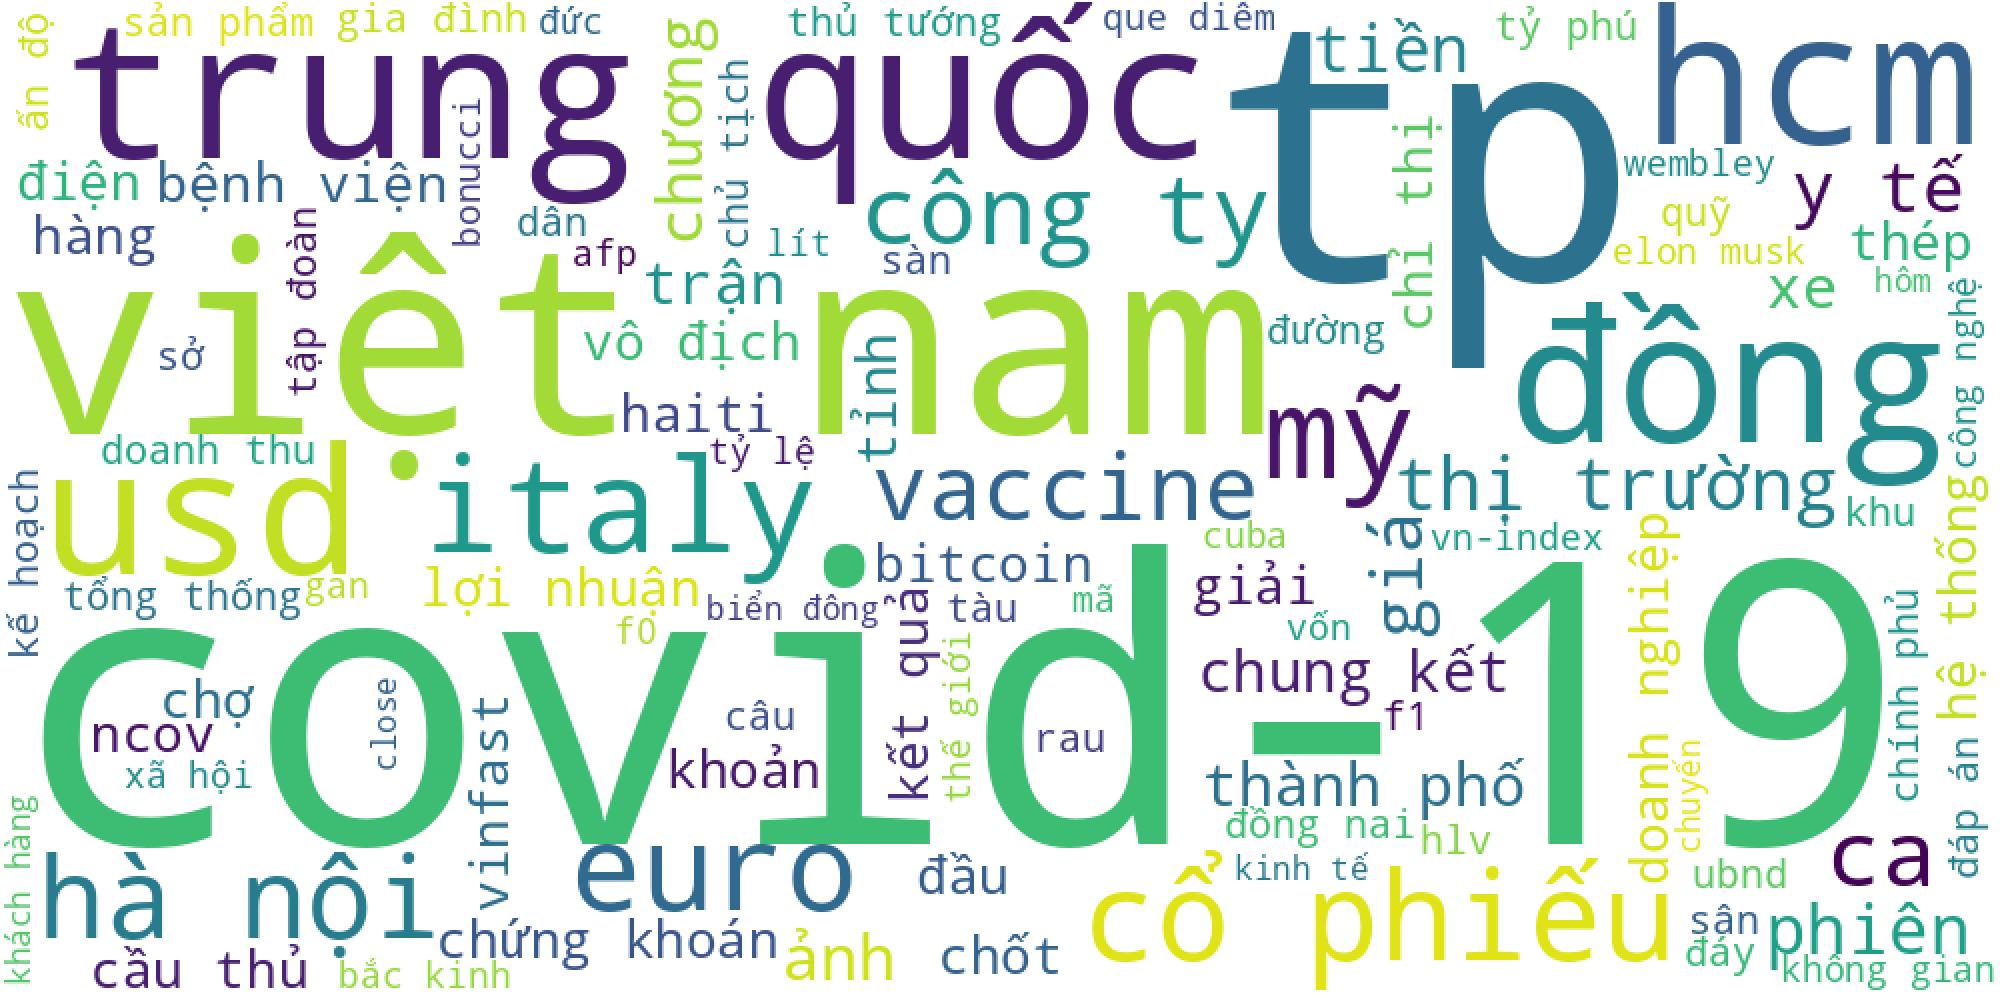 ấn độ
sản phẩm
gia đình
đức
chương
thủ tướng
que diêm
tiền
tỷ phú
hcm
trung quốc
tp
chủ tịch
bonucci
chỉ thị
wembley
y tế
điện
bệnh viện
công ty
quỹ
elon musk
thép
hàng
tập đoàn
dân
afp
lít
sàn
trận
xe
hôm
công nghệ
việt nam
sở
vô địch
tỉnh
đường
đồng
haiti
mỹ
doanh thu
tỷ lệ
usd
italy
vaccine
thị trường
khu
hệ thống
kế hoạch
cuba
giá
vn-index
bitcoin
giải
doanh nghiệp
tổng thống
gần
lợi nhuận
biển đông
tàu
mã
f0
kết quả
thế giới
vốn
chính phủ
covid-19
chung kết
f1
chợ
ncov
close
vinfast
câu
rau
khoản
xã hội
thành phố
chuyến
đáp án
khách hàng
đồng nai
hlv
ca
hà nội
euro
đầu
kinh tế
ubnd
cổ phiếu
sân
phiên
chứng khoán
ảnh
chốt
đáy
cầu thủ
bắc kinh
không gian